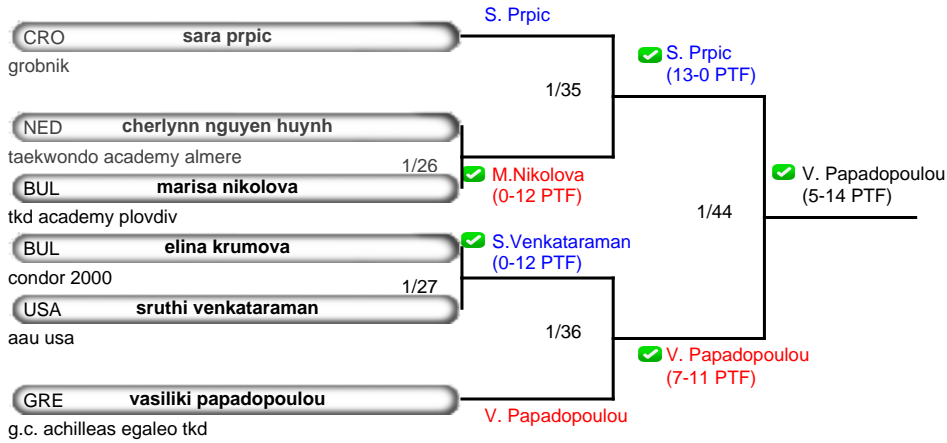 S. Prpic
CRO sara prpic
grobnik
S. Prpic
(13-0 PTF)
1/35
NED cherlynn nguyen huynh
taekwondo academy almere
1/26
M.Nikolova
(0-12 PTF)
BUL marisa nikolova
tkd academy plovdiv
V. Papadopoulou
(5-14 PTF)
1/44
BUL elina krumova
condor 2000
S.Venkataraman
(0-12 PTF)
1/27
USA sruthi venkataraman
aau usa
1/36
V. Papadopoulou
(7-11 PTF)
GRE vasiliki papadopoulou
g.c. achilleas egaleo tkd
V. Papadopoulou